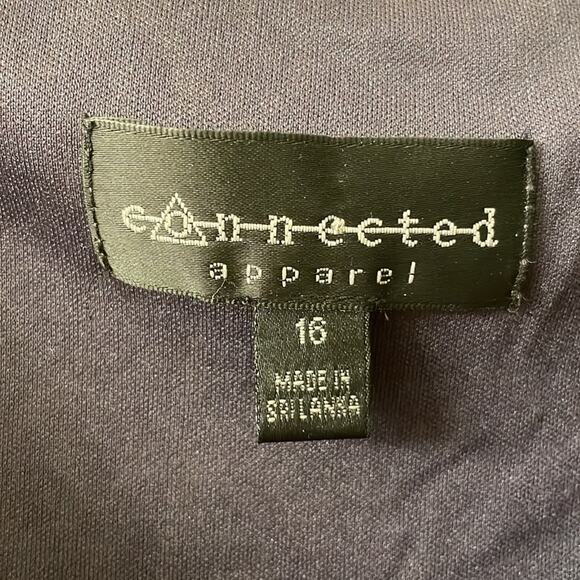 connected
apparel
16
MADE IN
SRI LANKA